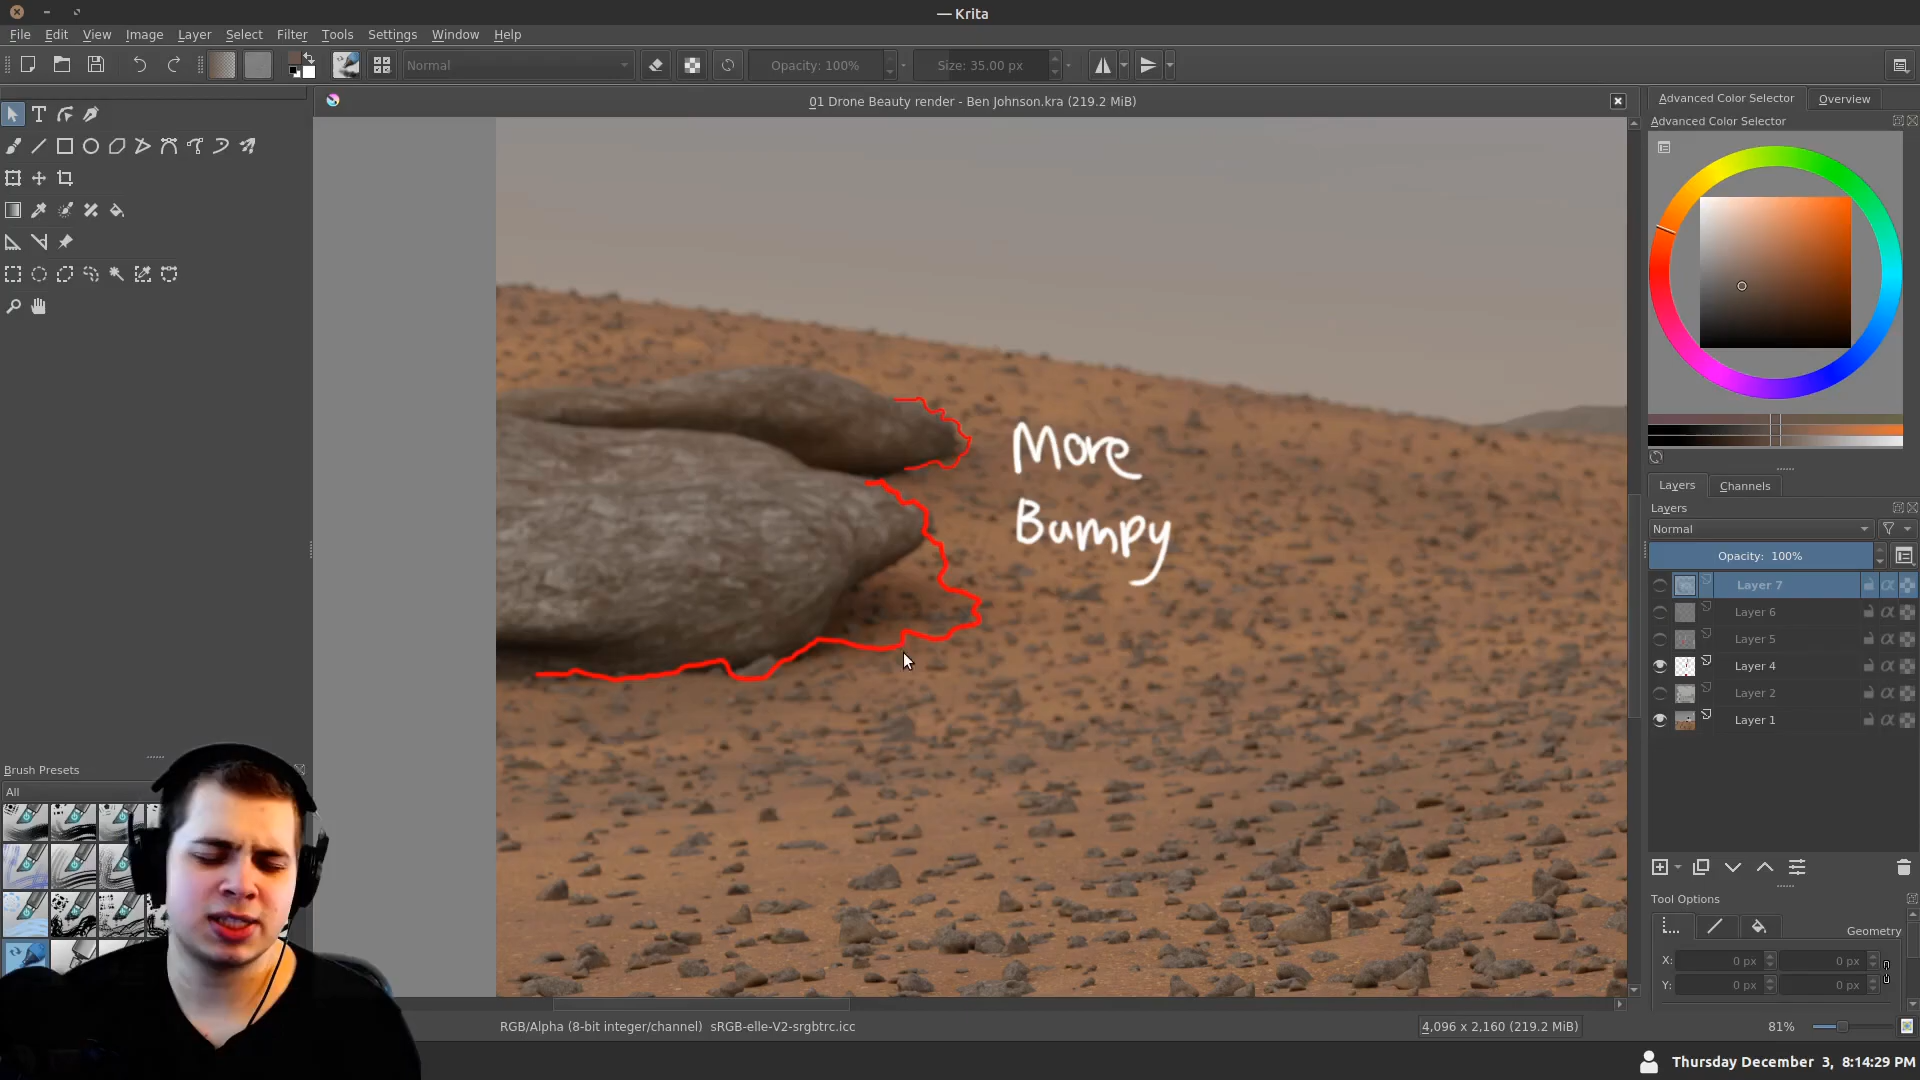 — Krita
File Edit View Image Layer Select Filter Tools Settings Window Help
Normal Opacity: 100% Size: 35.00 px
01 Drone Beauty render - Ben Johnson.kra (219.2 MiB)
Advanced Color Selector Overview
Advanced Color Selector
More
Bumpy
Layers Channels
Layers
Normal
Opacity: 100%
Layer 7
Layer 6
Layer 5
Layer 4
Layer 2
Layer 1
Brush Presets
All
Tool Options
Geometry
X: 0 px 0 px
Y: 0 px 0 px
RGB/Alpha (8-bit integer/channel) sRGB-elle-V2-srgbtrc.icc
4,096 x 2,160 (219.2 MiB)
81%
Thursday December 3, 8:14:29 PM